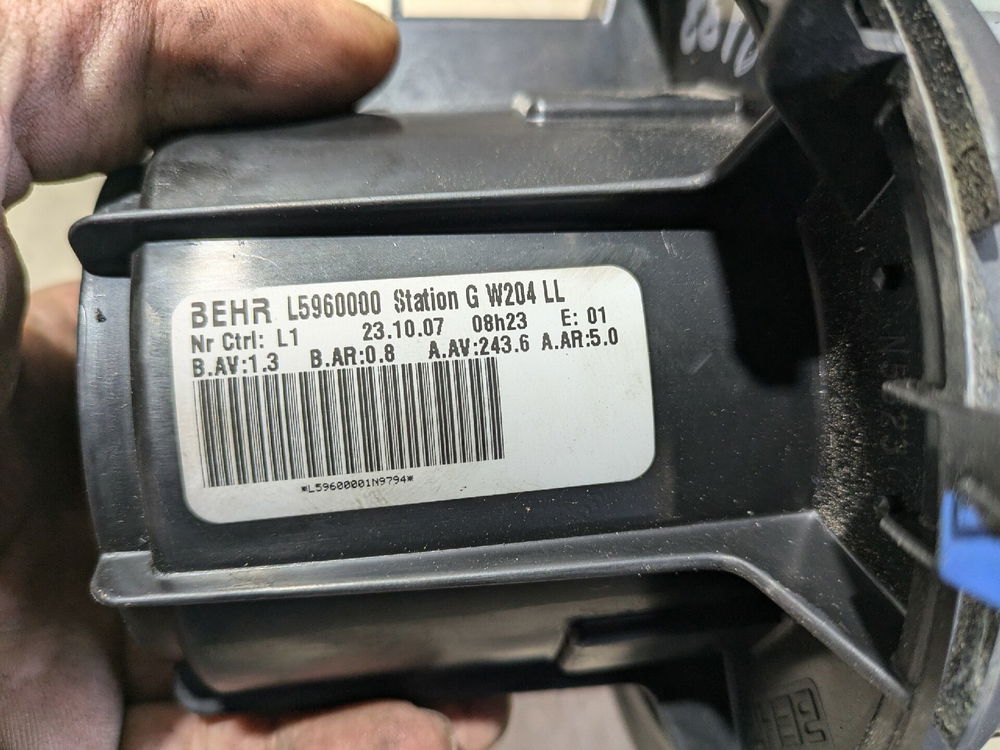 BEHR L5960000 Station G W204 LL
Nr Ctrl: L1 23.10.07 08h23 E: 01
B.AV:1.3 B.AR:0.8 A.AV:243.6 A.AR:5.0
*L59600001N9794*